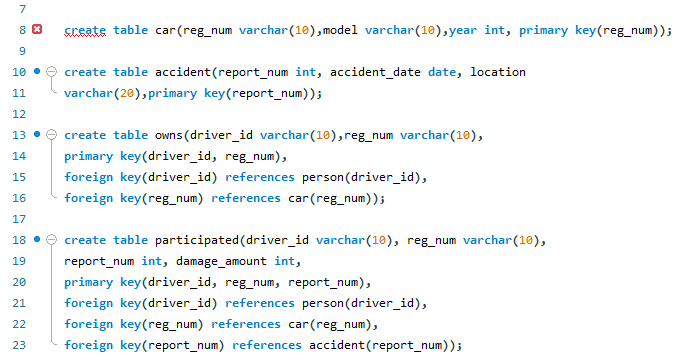 7
8 create table car(reg_num varchar(10),model varchar(10),year int, primary key(reg_num));
9
10 create table accident(report_num int, accident_date date, location
11 varchar(20),primary key(report_num));
12
13 create table owns(driver_id varchar(10),reg_num varchar(10),
14 primary key(driver_id, reg_num),
15 foreign key(driver_id) references person(driver_id),
16 foreign key(reg_num) references car(reg_num));
17
18 create table participated(driver_id varchar(10), reg_num varchar(10),
19 report_num int, damage_amount int,
20 primary key(driver_id, reg_num, report_num),
21 foreign key(driver_id) references person(driver_id),
22 foreign key(reg_num) references car(reg_num),
23 foreign key(report_num) references accident(report_num));